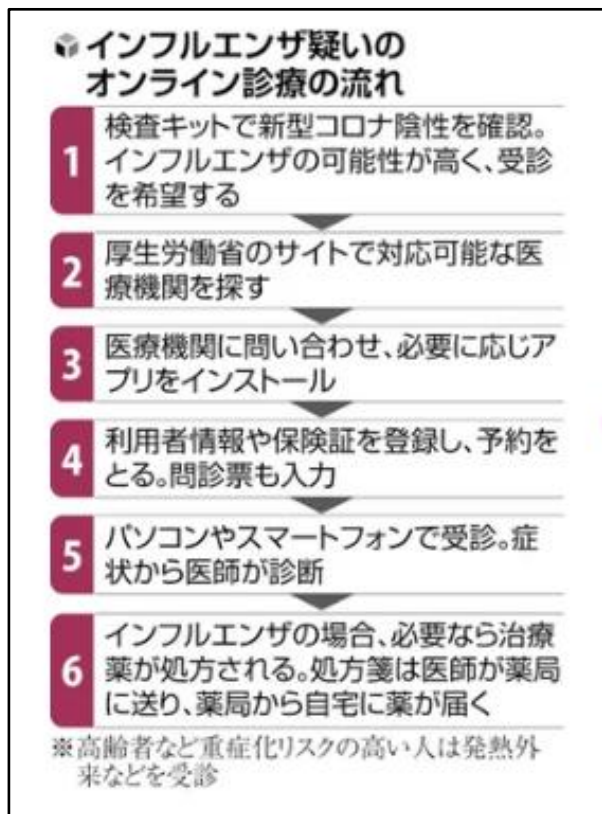 インフルエンザ疑いの
オンライン診療の流れ
1
検査キットで新型コロナ陰性を確認。
インフルエンザの可能性が高く、受診
を希望する
2
厚生労働省のサイトで対応可能な医
療機関を探す
3
医療機関に問い合わせ、必要に応じア
プリをインストール
4
利用者情報や保険証を登録し、予約を
とる。問診票も入力
5
パソコンやスマートフォンで受診。症
状から医師が診断
6
インフルエンザの場合、必要なら治療
薬が処方される。処方箋は医師が薬局
に送り、薬局から自宅に薬が届く
※高齢者など重症化リスクの高い人は発熱外
来などを受診